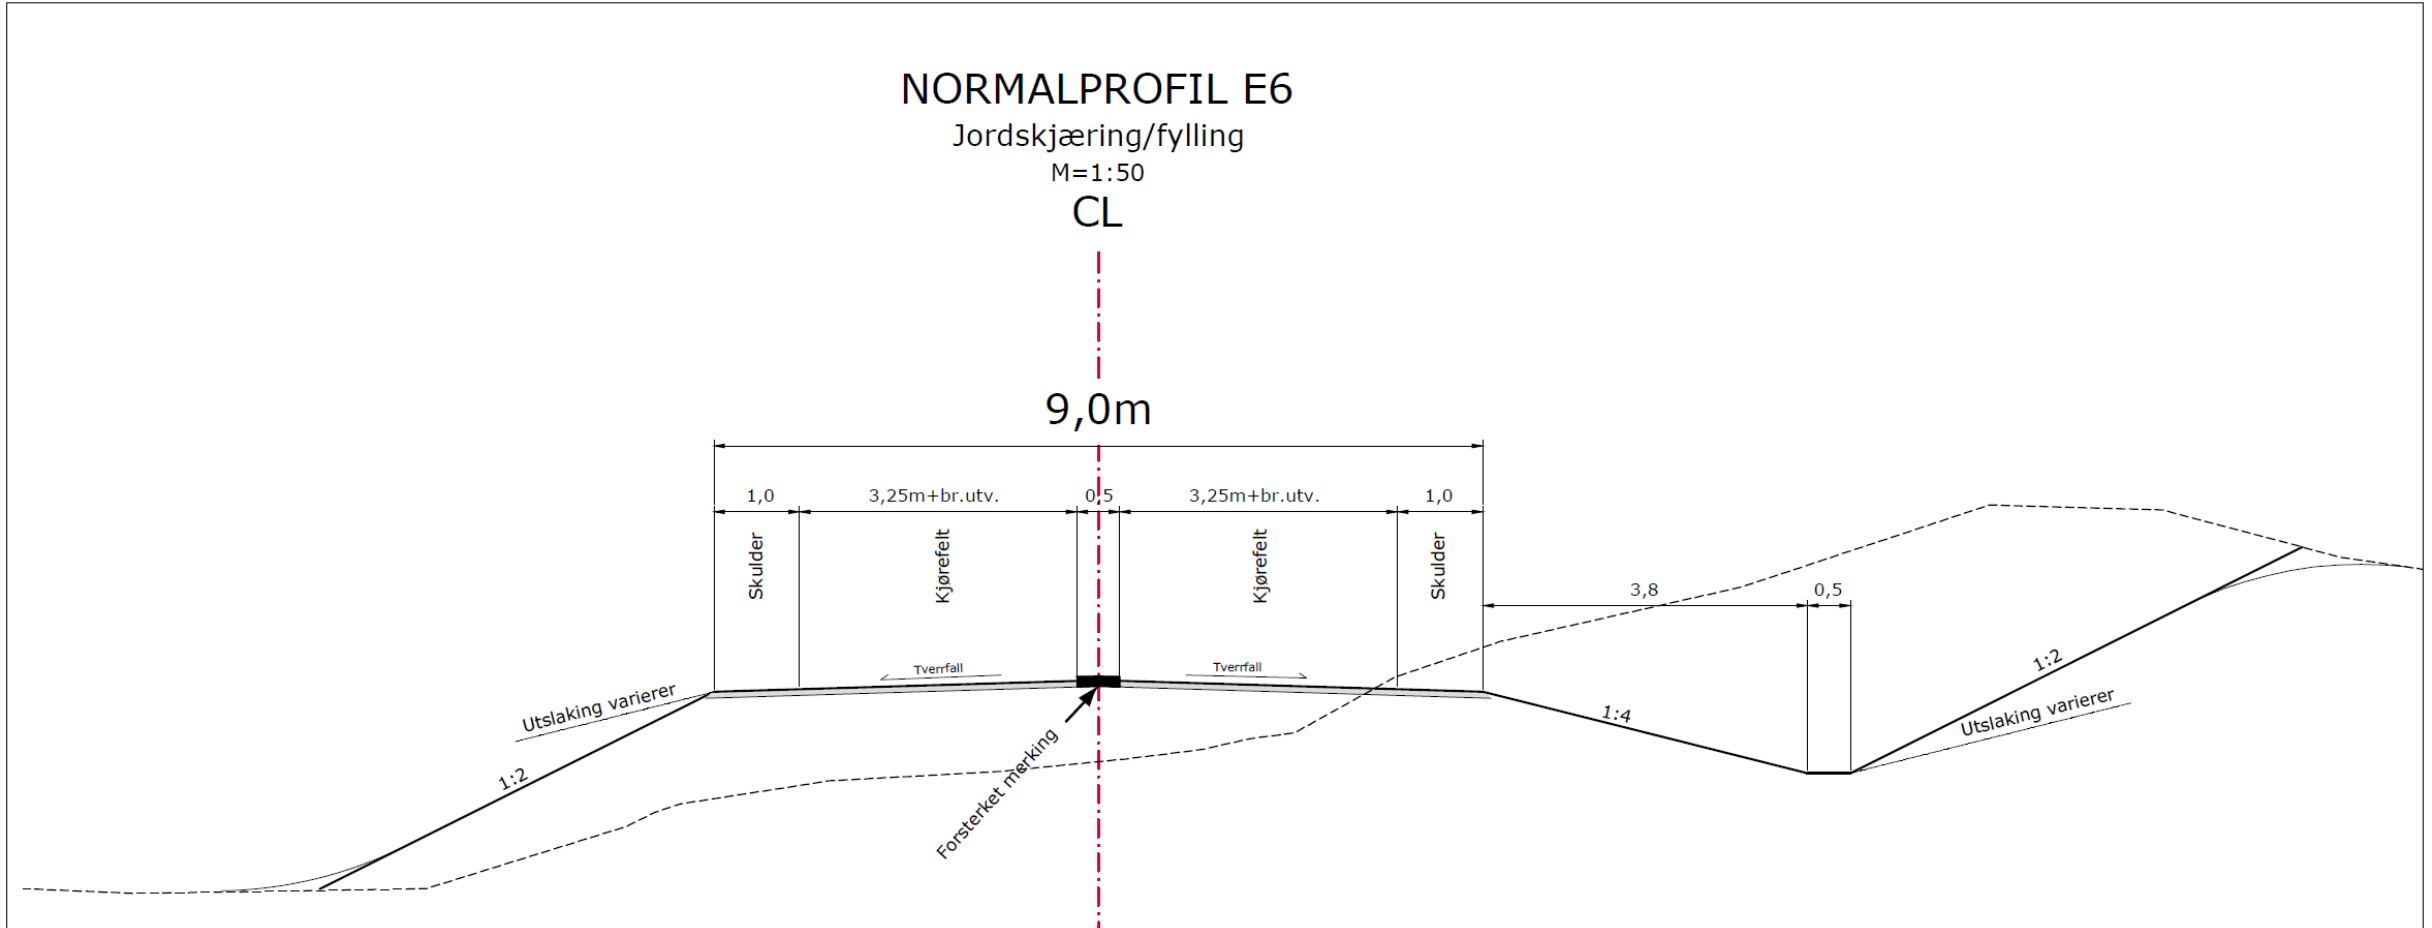 NORMALPROFIL E6
Jordskjæring/fylling
M=1:50
CL
9,0m
1,0
3,25m+br.utv.
0,5
3,25m+br.utv.
1,0
Skulder
Kjørefelt
Kjørefelt
Skulder
3,8
0,5
Tverrfall
Tverrfall
Utslaking varierer
1:2
Forsterket merking
1:4
1:2
Utslaking varierer